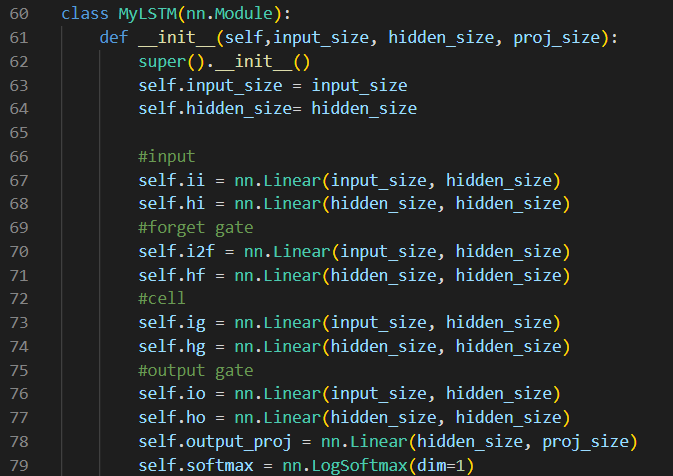 60 class MyLSTM(nn.Module):
61     def __init__(self,input_size, hidden_size, proj_size):
62         super().__init__()
63         self.input_size = input_size
64         self.hidden_size= hidden_size
65
66         #input
67         self.ii = nn.Linear(input_size, hidden_size)
68         self.hi = nn.Linear(hidden_size, hidden_size)
69         #forget gate
70         self.i2f = nn.Linear(input_size, hidden_size)
71         self.hf = nn.Linear(hidden_size, hidden_size)
72         #cell
73         self.ig = nn.Linear(input_size, hidden_size)
74         self.hg = nn.Linear(hidden_size, hidden_size)
75         #output gate
76         self.io = nn.Linear(input_size, hidden_size)
77         self.ho = nn.Linear(hidden_size, hidden_size)
78         self.output_proj = nn.Linear(hidden_size, proj_size)
79         self.softmax = nn.LogSoftmax(dim=1)